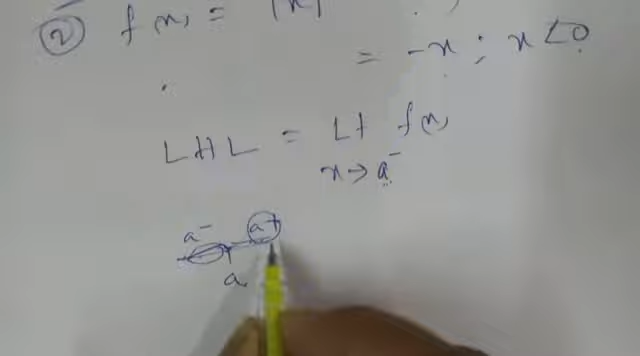 ② f(x) = |x|
= -x ; x < 0
LHL = Lt f(x)
x → a⁻
a⁻ a⁺
a